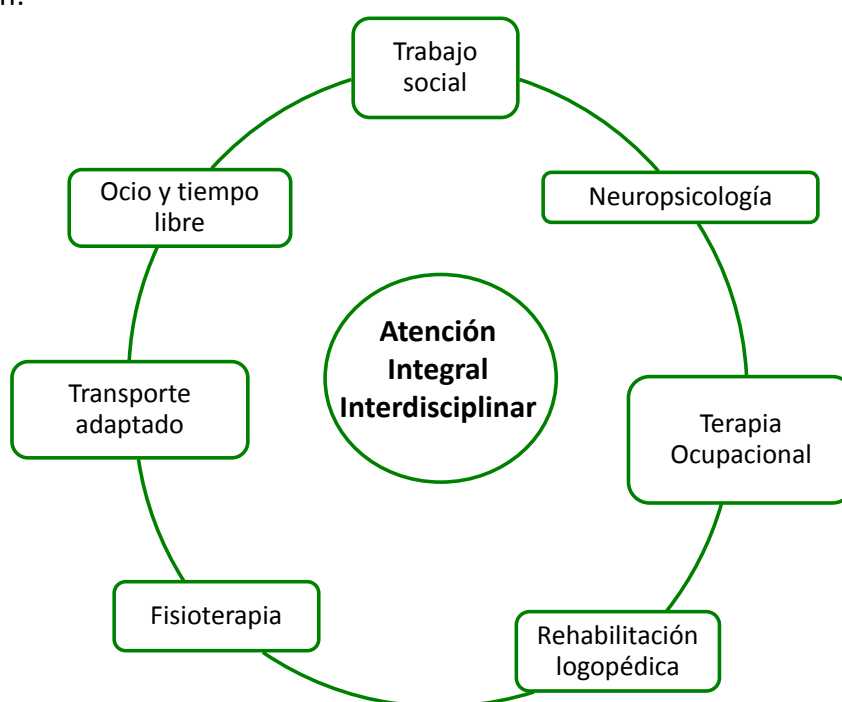 Trabajo
social
Ocio y tiempo
libre
Neuropsicología
Atención
Integral
Interdisciplinar
Transporte
adaptado
Terapia
Ocupacional
Fisioterapia
Rehabilitación
logopédica